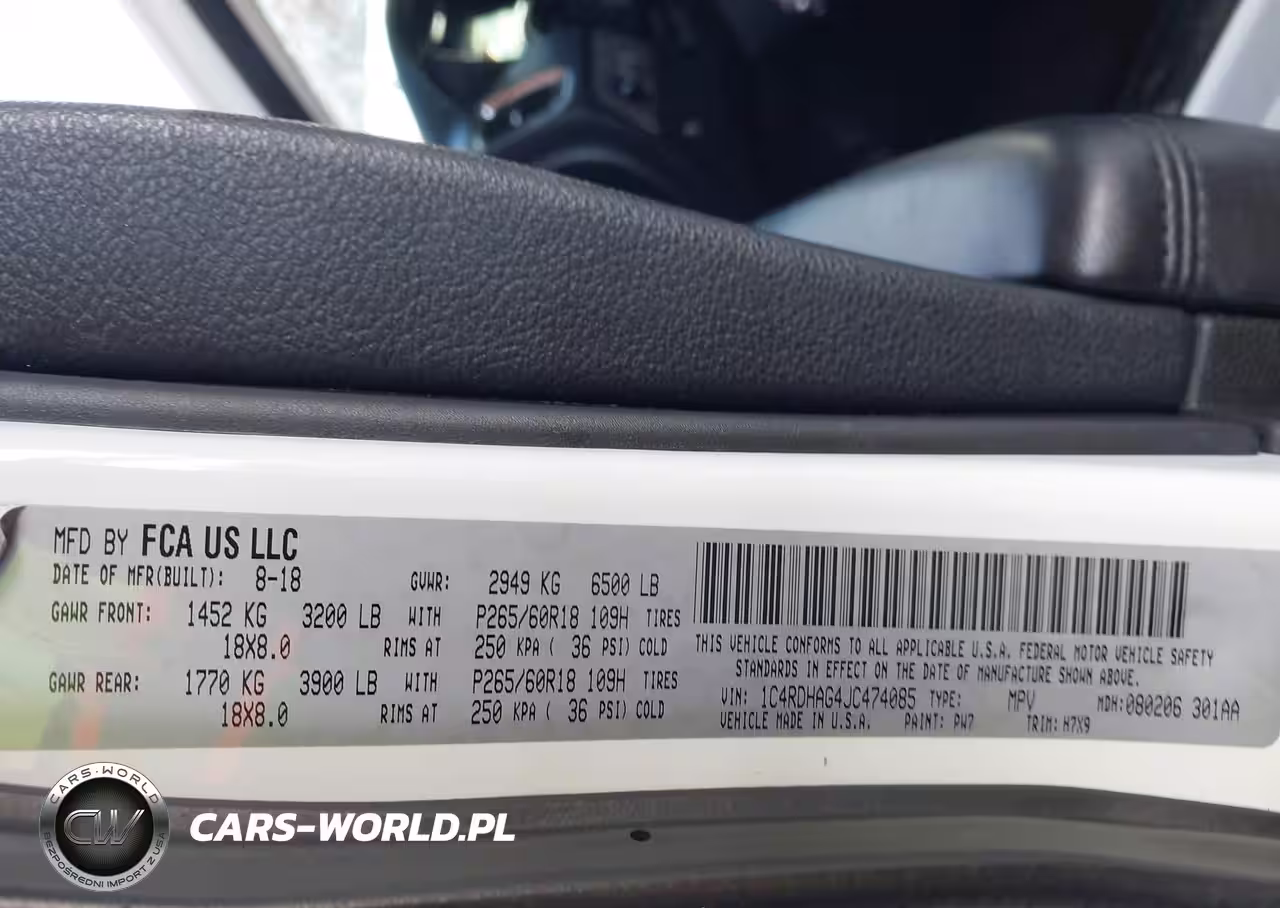 MFD BY FCA US LLC
DATE OF MFR(BUILT): 8-18 GVWR: 2949 KG 6500 LB
GAWR FRONT: 1452 KG 3200 LB WITH P265/60R18 109H TIRES
18X8.0 RIMS AT 250 KPA ( 36 PSI) COLD
GAWR REAR: 1770 KG 3900 LB WITH P265/60R18 109H TIRES
18X8.0 RIMS AT 250 KPA ( 36 PSI) COLD
THIS VEHICLE CONFORMS TO ALL APPLICABLE U.S.A. FEDERAL MOTOR VEHICLE SAFETY
STANDARDS IN EFFECT ON THE DATE OF MANUFACTURE SHOWN ABOVE.
VIN: 1C4RDHAG4JC474085 TYPE: MPV MDH:080206 301AA
VEHICLE MADE IN U.S.A. PAINT: PW7 TRIM: H7X9
CARS-WORLD
CW
BEZPOŚREDNI IMPORT Z USA
CARS-WORLD.PL